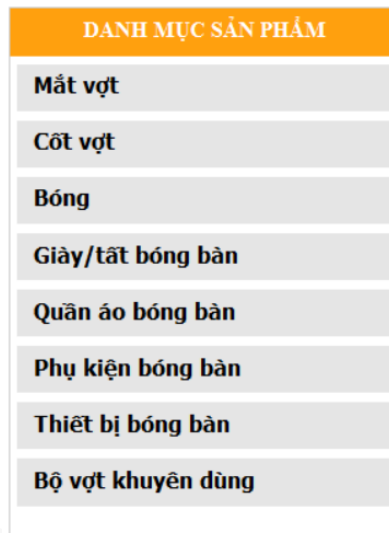 DANH MỤC SẢN PHẨM
Mắt vợt
Cốt vợt
Bóng
Giày/tất bóng bàn
Quần áo bóng bàn
Phụ kiện bóng bàn
Thiết bị bóng bàn
Bộ vợt khuyên dùng